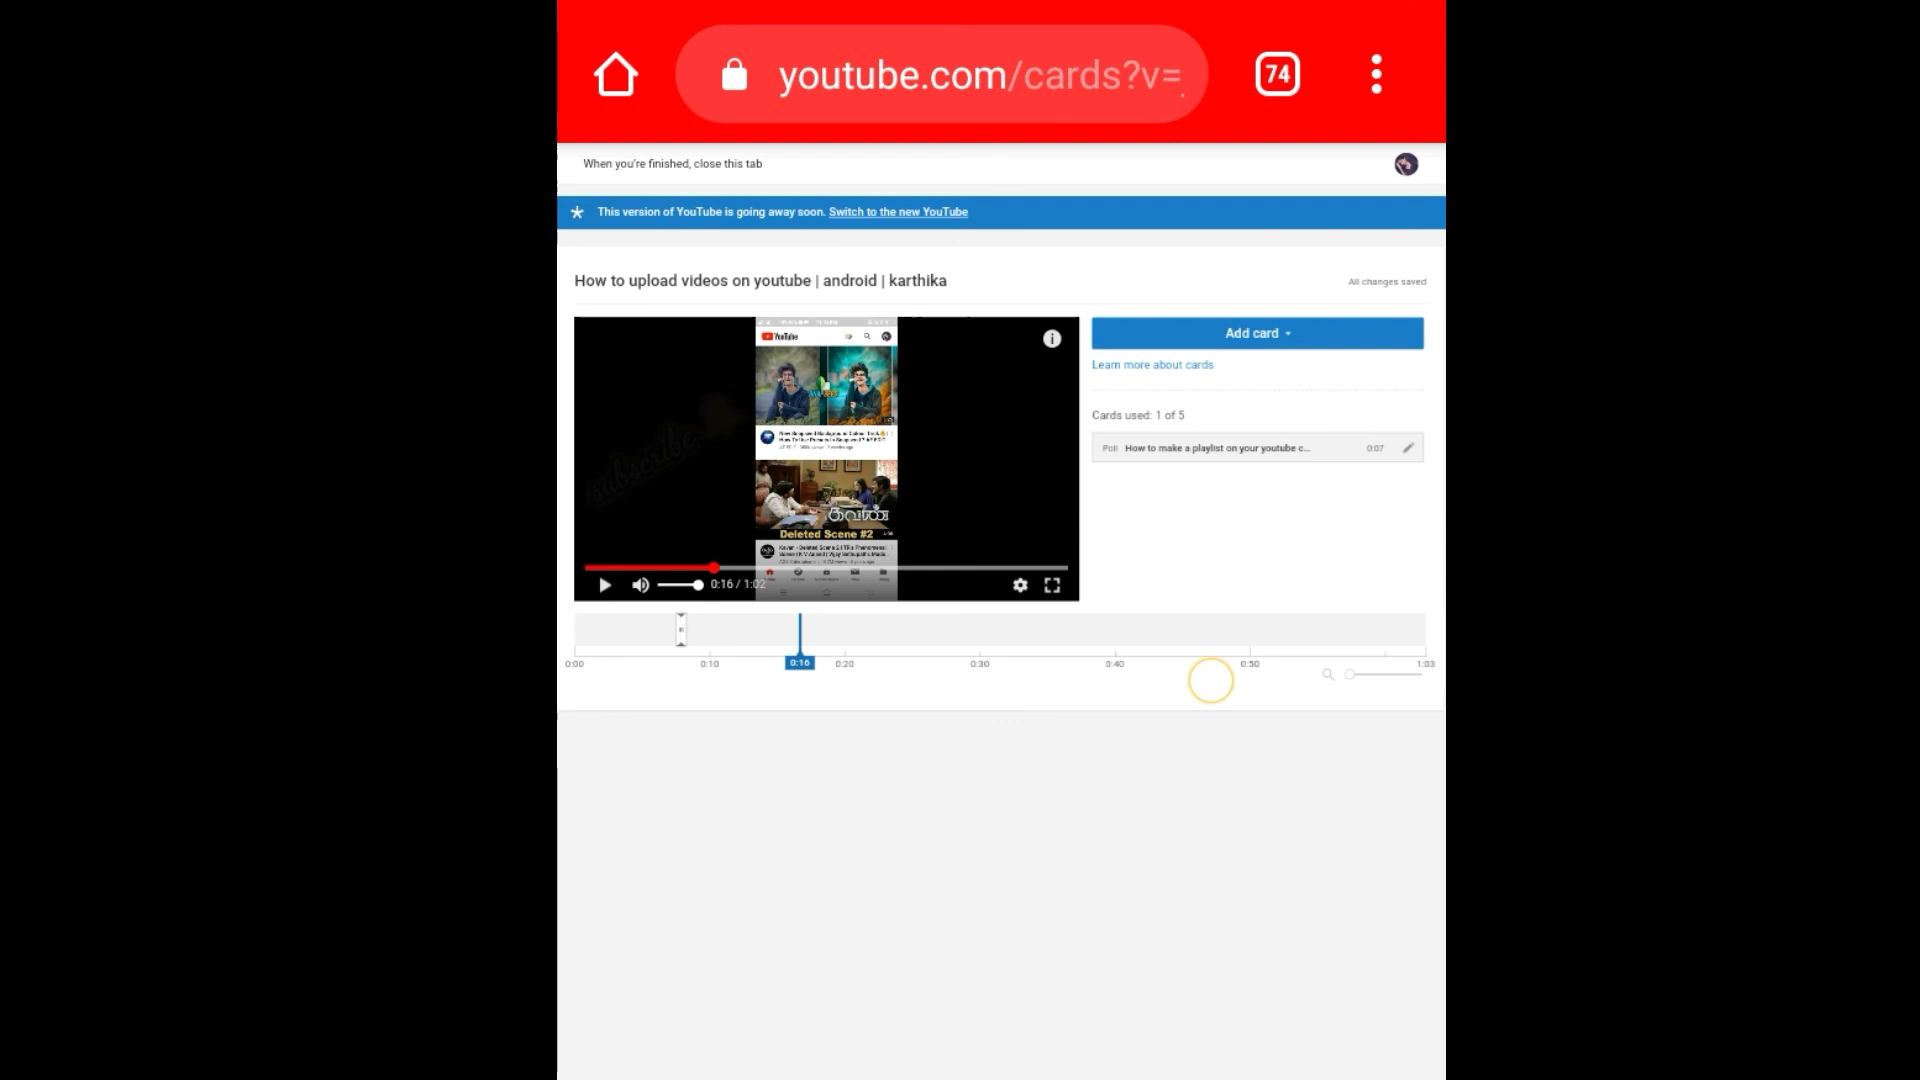 youtube.com/cards?v=
74
When you're finished, close this tab
This version of YouTube is going away soon. Switch to the new YouTube
How to upload videos on youtube | android | karthika
All changes saved
YouTube
கவண்
Deleted Scene #2
subscribe
0:16 / 1:02
Add card
Learn more about cards
Cards used: 1 of 5
Poll How to make a playlist on your youtube c... 0:07
0:00 0:10 0:16 0:20 0:30 0:40 0:50 1:03